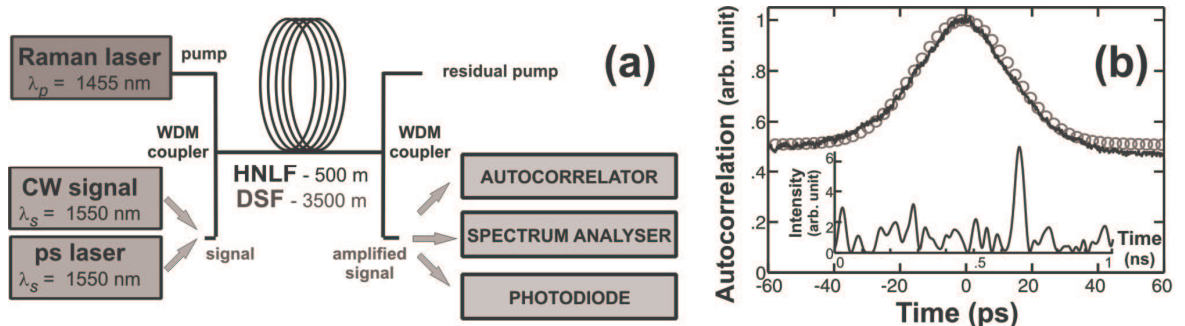 Raman laser
λp = 1455 nm
pump
WDM
coupler
CW signal
λs = 1550 nm
ps laser
λs = 1550 nm
signal
HNLF - 500 m
DSF - 3500 m
residual pump
WDM
coupler
amplified
signal
AUTOCORRELATOR
SPECTRUM ANALYSER
PHOTODIODE
(a)
(b)
Autocorrelation (arb. unit)
1
.8
.6
.4
.2
0
-60
-40
-20
0
20
40
60
Time (ps)
Intensity
(arb. unit)
6
4
2
0
0
.5
1
Time
(ns)